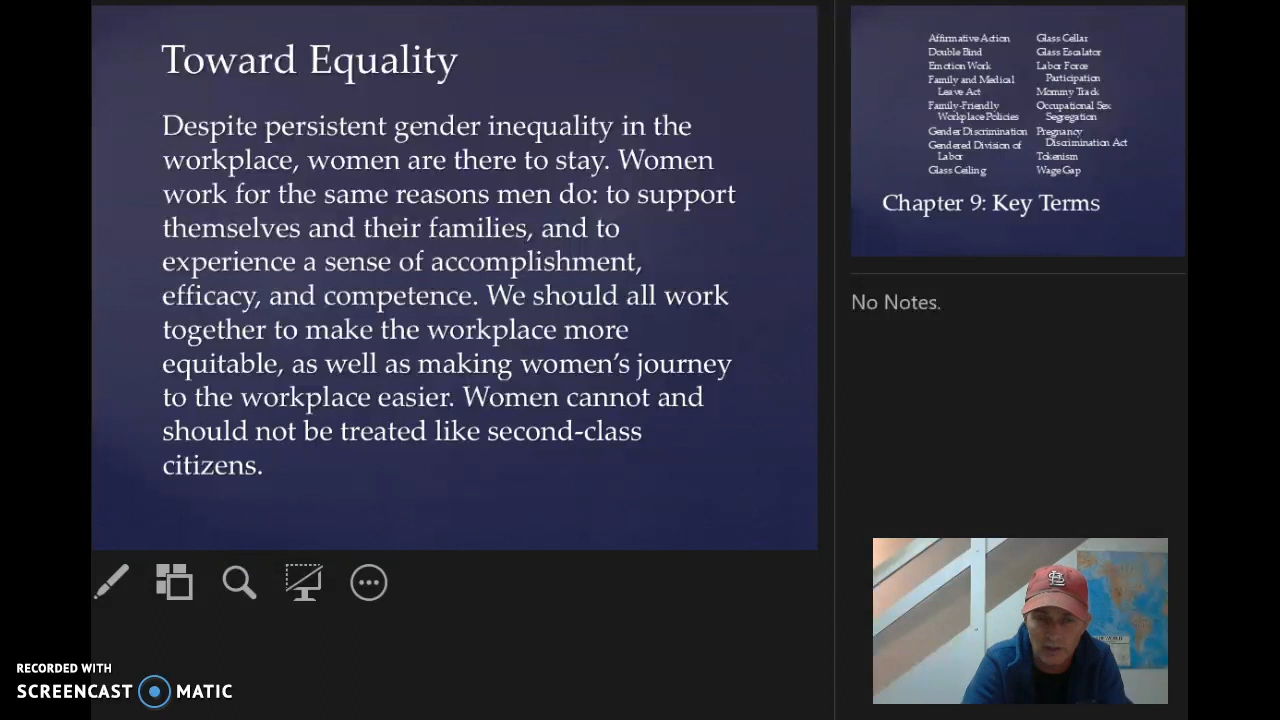 Toward Equality
Despite persistent gender inequality in the
workplace, women are there to stay. Women
work for the same reasons men do: to support
themselves and their families, and to
experience a sense of accomplishment,
efficacy, and competence. We should all work
together to make the workplace more
equitable, as well as making women’s journey
to the workplace easier. Women cannot and
should not be treated like second-class
citizens.
Affirmative Action
Double Bind
Emotion Work
Family and Medical
Leave Act
Family-Friendly
Workplace Policies
Gender Discrimination
Gendered Division of
Labor
Glass Ceiling
Glass Cellar
Glass Escalator
Labor Force
Participation
Mommy Track
Occupational Sex
Segregation
Pregnancy
Discrimination Act
Tokenism
Wage Gap
Chapter 9: Key Terms
No Notes.
RECORDED WITH
SCREENCAST MATIC